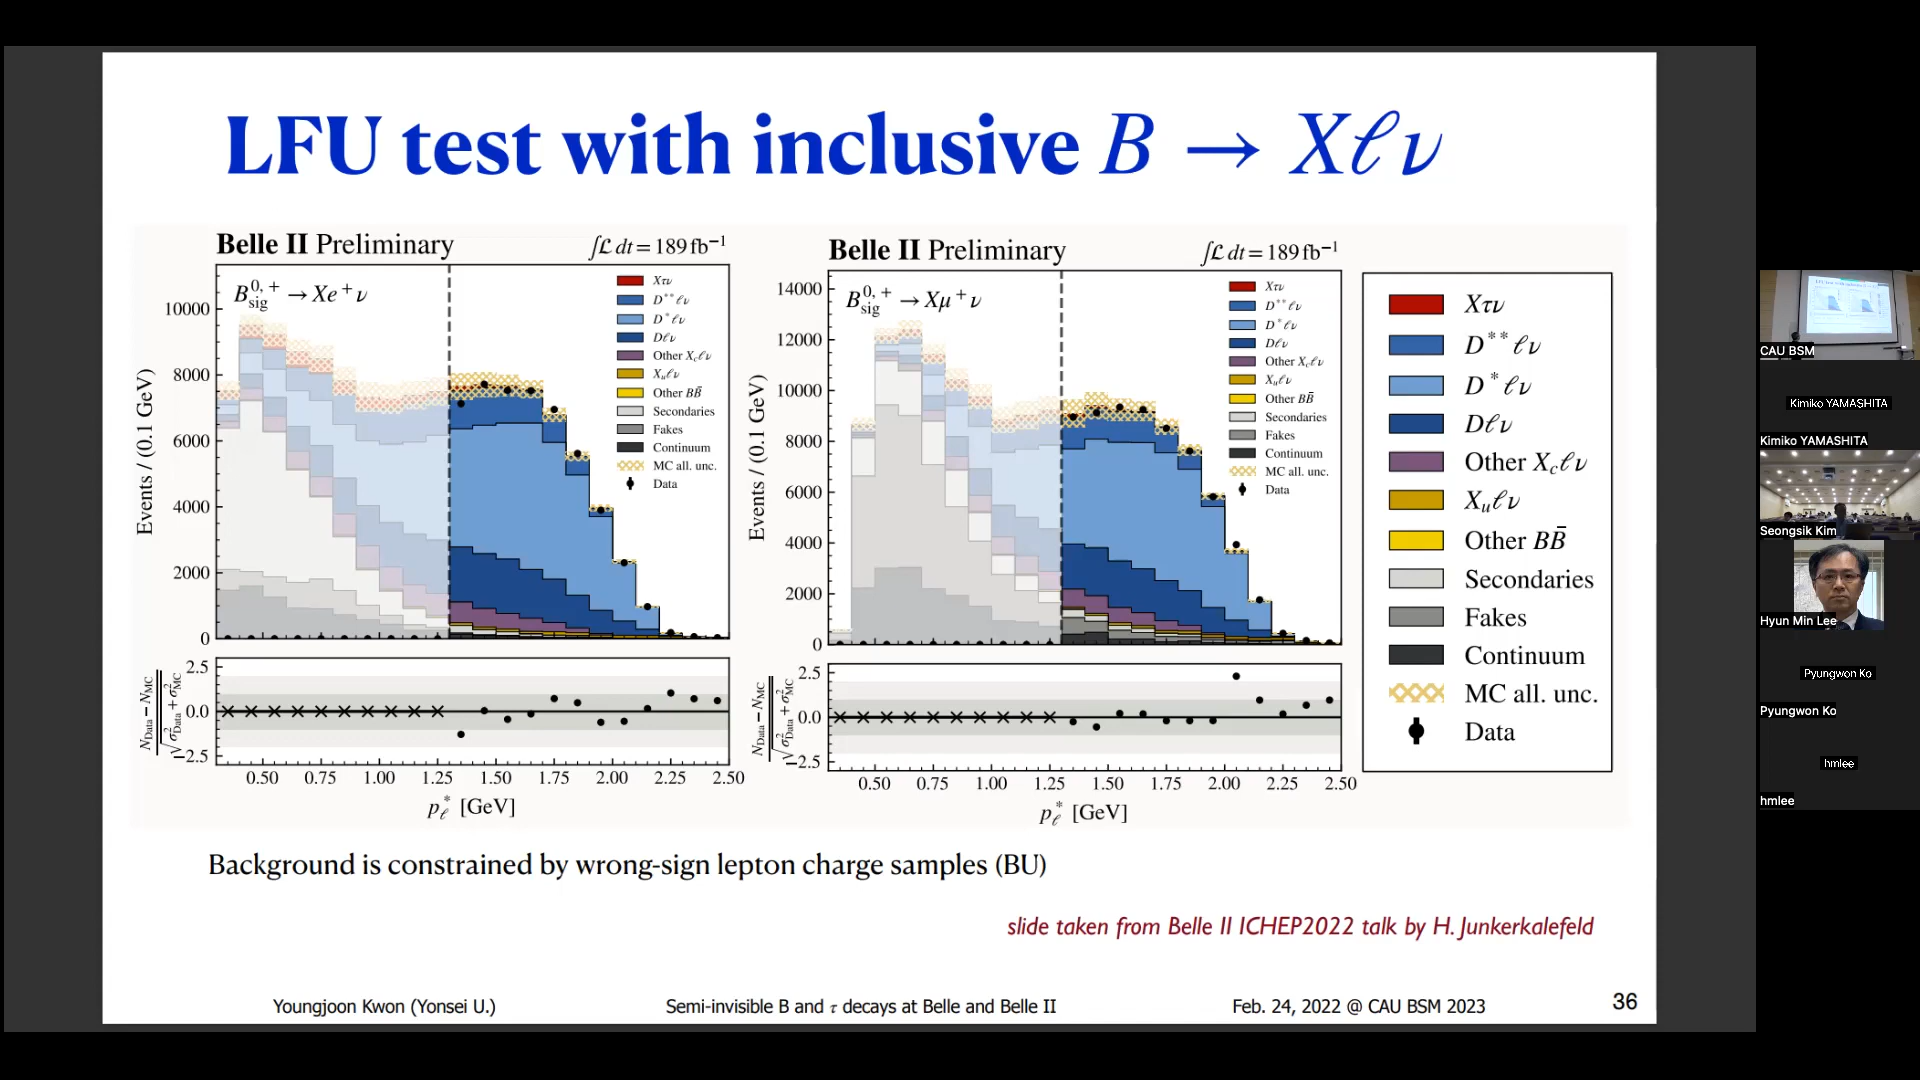 LFU test with inclusive B → Xℓν
Belle II Preliminary
∫ℒ dt = 189 fb⁻¹
B⁰,⁺sig → Xe⁺ν
Xτν
D**ℓν
D*ℓν
Dℓν
Other X_cℓν
X_uℓν
Other BB̄
Secondaries
Fakes
Continuum
MC all. unc.
Data
Events / (0.1 GeV)
10000
8000
6000
4000
2000
0
(N_Data − N_MC) / √(σ²_Data + σ²_MC)
2.5
0.0
−2.5
0.50 0.75 1.00 1.25 1.50 1.75 2.00 2.25 2.50
p*_ℓ [GeV]
Belle II Preliminary
∫ℒ dt = 189 fb⁻¹
B⁰,⁺sig → Xμ⁺ν
Xτν
D**ℓν
D*ℓν
Dℓν
Other X_cℓν
X_uℓν
Other BB̄
Secondaries
Fakes
Continuum
MC all. unc.
Data
Events / (0.1 GeV)
14000
12000
10000
8000
6000
4000
2000
0
(N_Data − N_MC) / √(σ²_Data + σ²_MC)
2.5
0.0
−2.5
0.50 0.75 1.00 1.25 1.50 1.75 2.00 2.25 2.50
p*_ℓ [GeV]
Xτν
D**ℓν
D*ℓν
Dℓν
Other X_cℓν
X_uℓν
Other BB̄
Secondaries
Fakes
Continuum
MC all. unc.
Data
Background is constrained by wrong-sign lepton charge samples (BU)
slide taken from Belle II ICHEP2022 talk by H. Junkerkalefeld
Youngjoon Kwon (Yonsei U.)
Semi-invisible B and τ decays at Belle and Belle II
Feb. 24, 2022 @ CAU BSM 2023
36
CAU BSM
Kimiko YAMASHITA
Kimiko YAMASHITA
Seongsik Kim
Hyun Min Lee
Pyungwon Ko
Pyungwon Ko
hmlee
hmlee